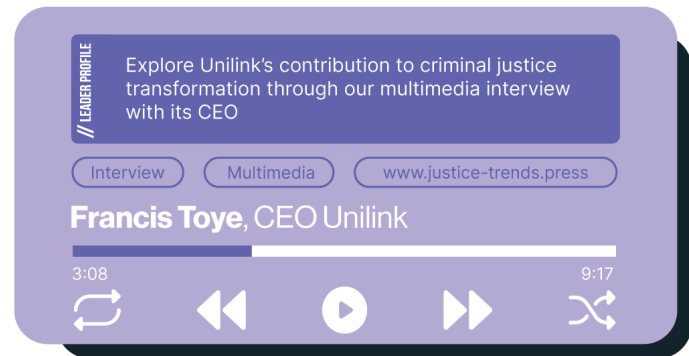 // LEADER PROFILE
Explore Unilink's contribution to criminal justice
transformation through our multimedia interview
with its CEO
Interview
Multimedia
www.justice-trends.press
Francis Toye, CEO Unilink
3:08
9:17